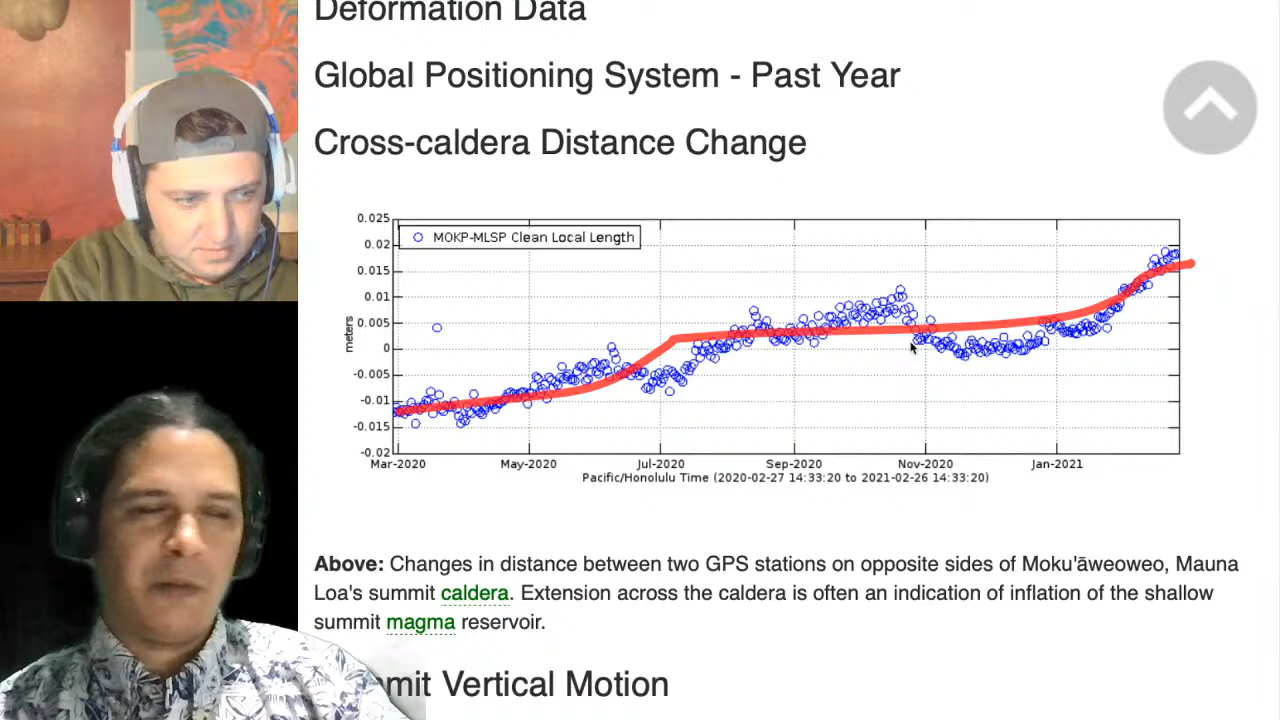 Deformation Data
Global Positioning System - Past Year
Cross-caldera Distance Change
0.025
0.02
0.015
0.01
0.005
0
-0.005
-0.01
-0.015
-0.02
meters
MOKP-MLSP Clean Local Length
Mar-2020 May-2020 Jul-2020 Sep-2020 Nov-2020 Jan-2021
Pacific/Honolulu Time (2020-02-27 14:33:20 to 2021-02-26 14:33:20)
Above: Changes in distance between two GPS stations on opposite sides of Moku'āweoweo, Mauna
Loa's summit caldera. Extension across the caldera is often an indication of inflation of the shallow
summit magma reservoir.
mit Vertical Motion